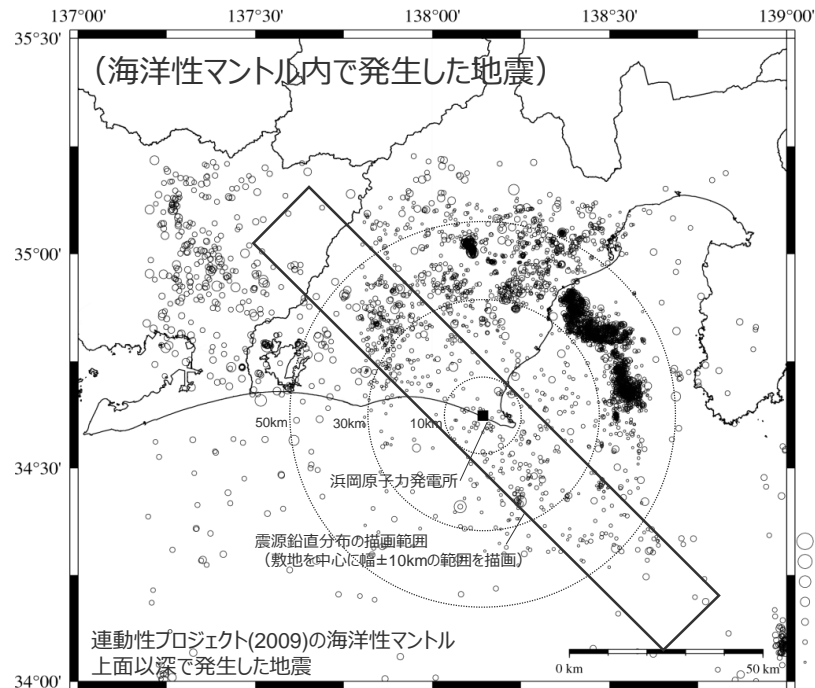 137°00' 137°30' 138°00' 138°30' 139°00'
35°30'
（海洋性マントル内で発生した地震）
35°00'
50km 30km 10km
34°30'
浜岡原子力発電所
震源鉛直分布の描画範囲
（敷地を中心に幅±10kmの範囲を描画）
連動性プロジェクト(2009)の海洋性マントル
上面以深で発生した地震
0 km 50 km
34°00'